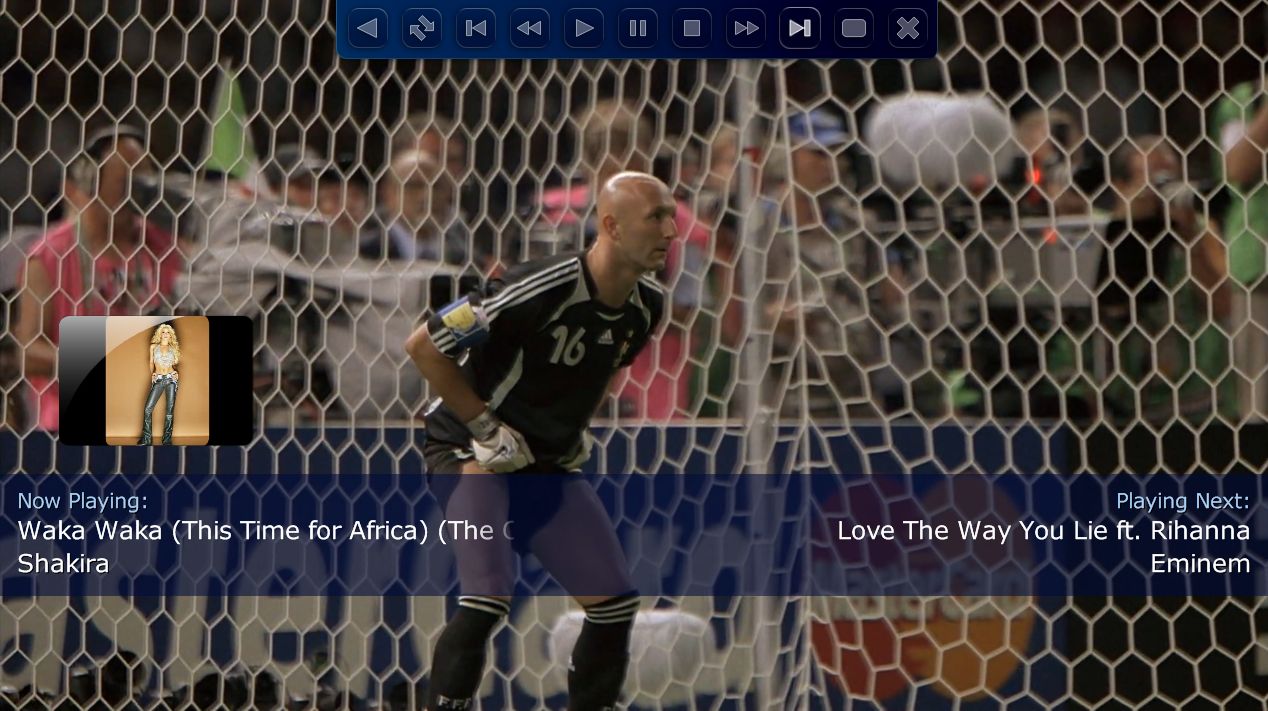 16
Now Playing:
Waka Waka (This Time for Africa) (The
Shakira
Playing Next:
Love The Way You Lie ft. Rihanna
Eminem